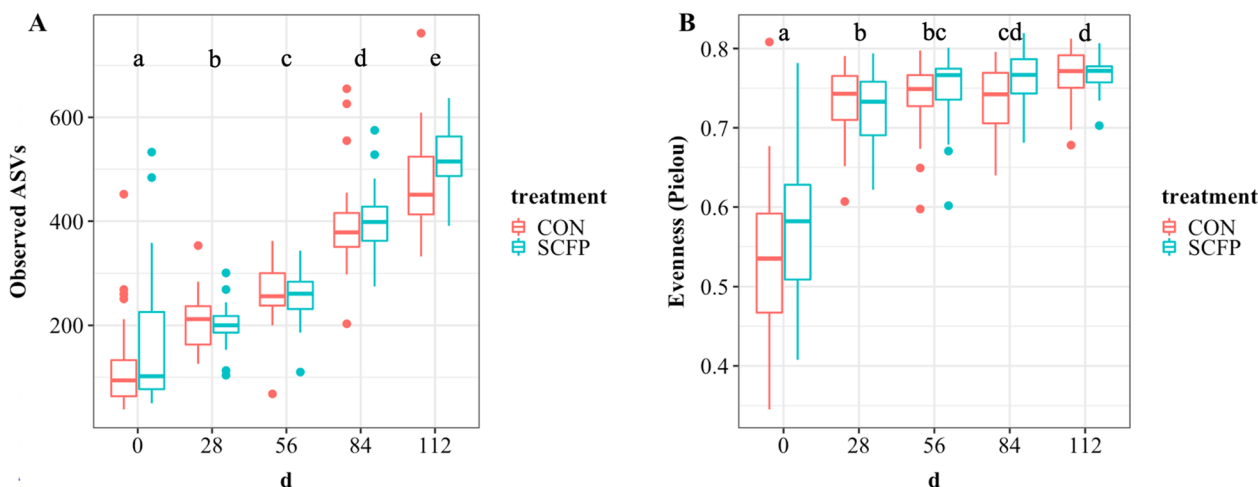 A
a b c d e
600
400
200
Observed ASVs
0 28 56 84 112
d
treatment
CON
SCFP
B
a b bc cd d
0.8
0.7
0.6
0.5
0.4
Evenness (Pielou)
0 28 56 84 112
d
treatment
CON
SCFP